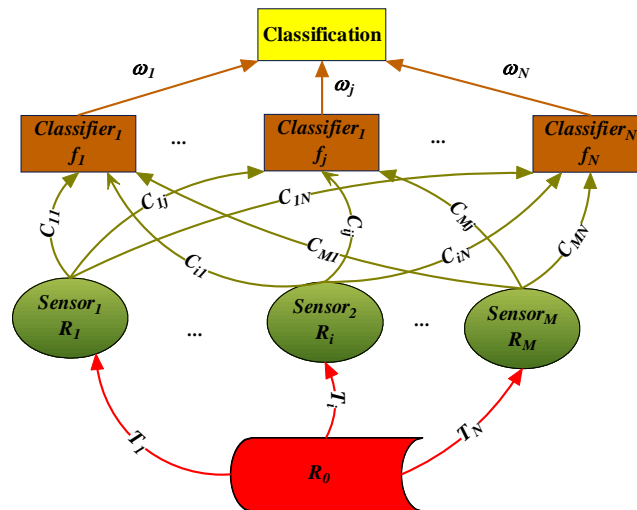 Classification
ω1
ωj
ωN
Classifier1
f1
...
Classifier1
fj
...
ClassifierN
fN
C11
C1j
C1N
Cij
CMj
Ci1
CM1
CiN
CMN
Sensor1
R1
...
Sensor2
Ri
...
SensorM
RM
T1
Ti
TN
R0